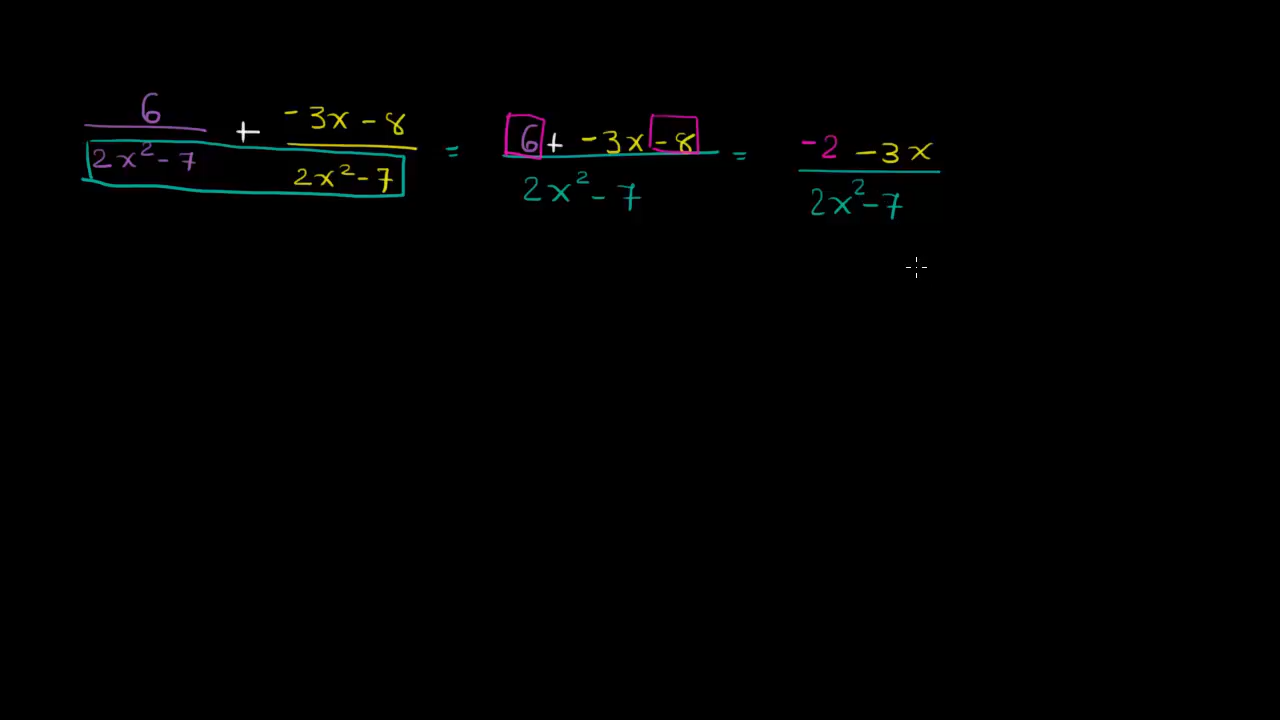 6/(2x²-7) + (-3x-8)/(2x²-7) = (6+-3x-8)/(2x²-7) = (-2-3x)/(2x²-7)